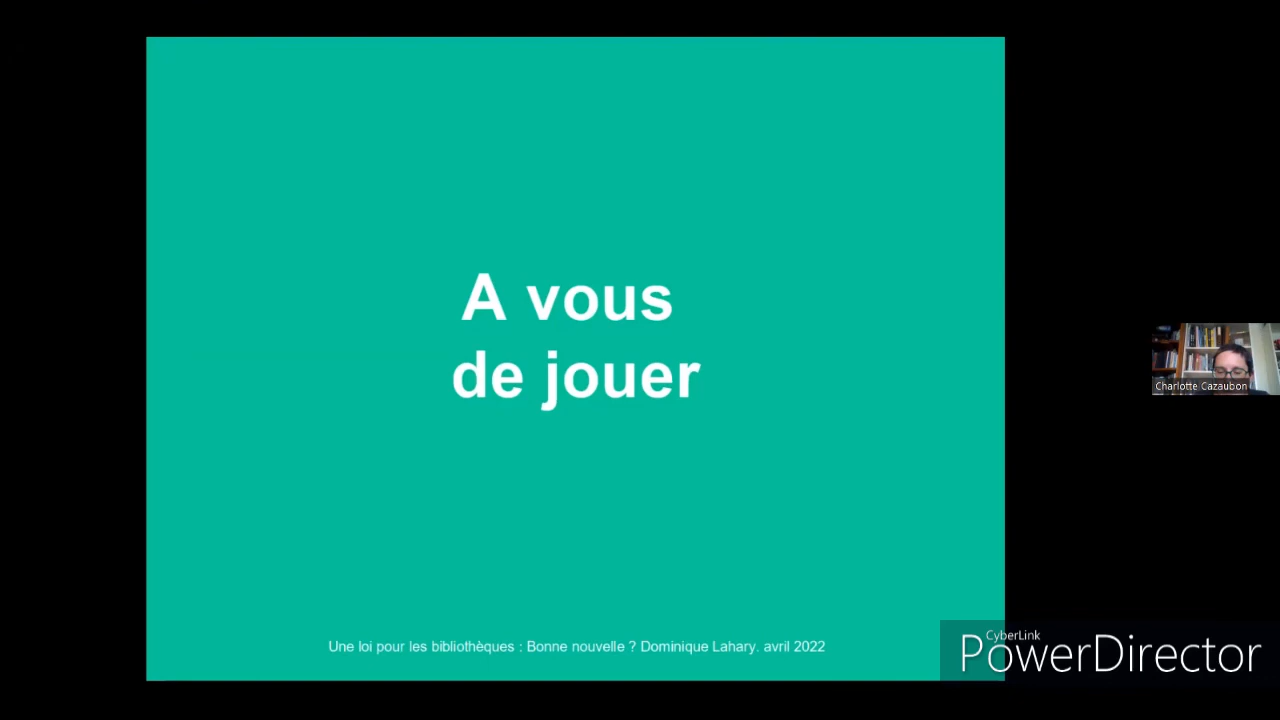 A vous
de jouer
Charlotte Cazaubon
Une loi pour les bibliothèques : Bonne nouvelle ? Dominique Lahary. avril 2022
CyberLink
PowerDirector